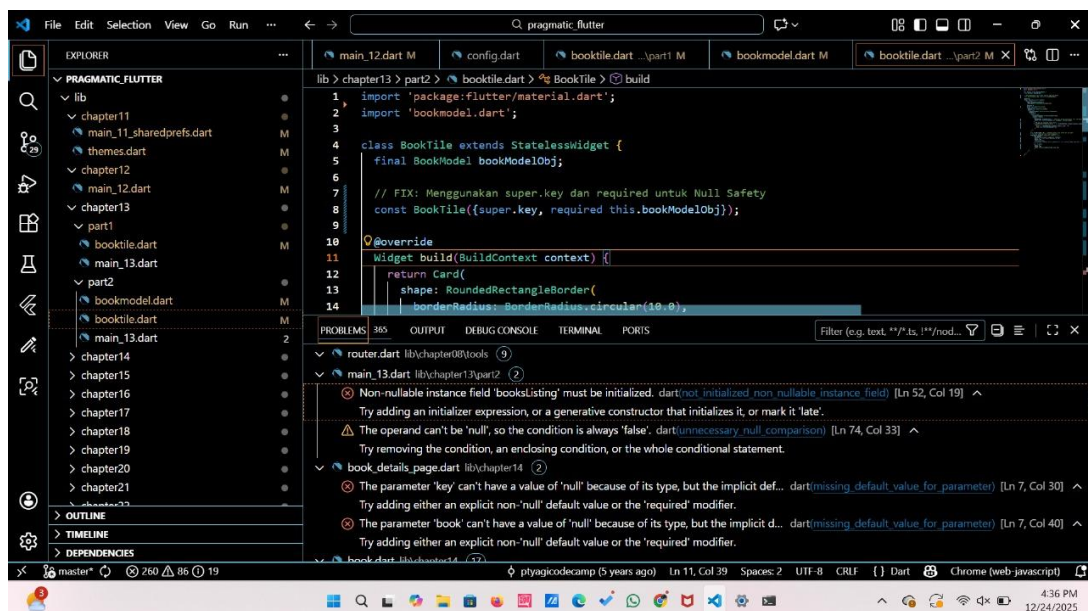 File Edit Selection View Go Run ...
pragmatic_flutter
EXPLORER
main_12.dart M
config.dart
booktile.dart ...\part1 M
bookmodel.dart M
booktile.dart ...\part2 M
lib > chapter13 > part2 > booktile.dart > BookTile > build
PRAGMATIC_FLUTTER
lib
chapter11
main_11_sharedprefs.dart M
themes.dart M
chapter12
main_12.dart M
chapter13
part1
booktile.dart M
main_13.dart
part2
bookmodel.dart M
booktile.dart M
main_13.dart 2
chapter14
chapter15
chapter16
chapter17
chapter18
chapter19
chapter20
chapter21
OUTLINE
TIMELINE
DEPENDENCIES
29
1 import 'package:flutter/material.dart';
2 import 'bookmodel.dart';
3
4 class BookTile extends StatelessWidget {
5 final BookModel bookModelObj;
6
7 // FIX: Menggunakan super.key dan required untuk Null Safety
8 const BookTile({super.key, required this.bookModelObj});
9
10 @override
11 Widget build(BuildContext context) {
12 return Card(
13 shape: RoundedRectangleBorder(
14 borderRadius: BorderRadius.circular(10.0),
PROBLEMS 365 OUTPUT DEBUG CONSOLE TERMINAL PORTS
Filter (e.g. text, **/*.ts, !**/nod...
router.dart lib\chapter08\tools 9
main_13.dart lib\chapter13\part2 2
Non-nullable instance field 'booksListing' must be initialized. dart(not_initialized_non_nullable_instance_field) [Ln 52, Col 19]
Try adding an initializer expression, or a generative constructor that initializes it, or mark it 'late'.
The operand can't be 'null', so the condition is always 'false'. dart(unnecessary_null_comparison) [Ln 74, Col 33]
Try removing the condition, an enclosing condition, or the whole conditional statement.
book_details_page.dart lib\chapter14 2
The parameter 'key' can't have a value of 'null' because of its type, but the implicit def... dart(missing_default_value_for_parameter) [Ln 7, Col 30]
Try adding either an explicit non-'null' default value or the 'required' modifier.
The parameter 'book' can't have a value of 'null' because of its type, but the implicit d... dart(missing_default_value_for_parameter) [Ln 7, Col 40]
Try adding either an explicit non-'null' default value or the 'required' modifier.
book.dart lib\chapter14 17
master* 260 86 19
ptyagicodecamp (5 years ago) Ln 11, Col 39 Spaces: 2 UTF-8 CRLF {} Dart Chrome (web-javascript)
4:36 PM
12/24/2025